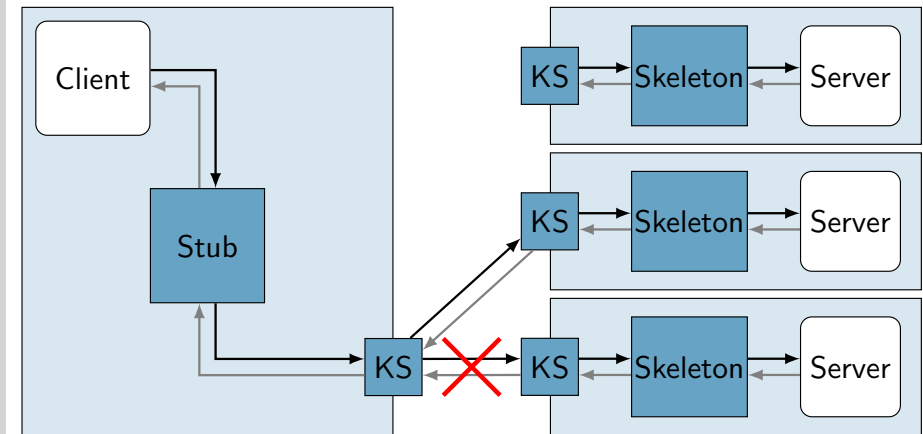 Client
Stub
KS
KS
Skeleton
Server
KS
Skeleton
Server
KS
Skeleton
Server